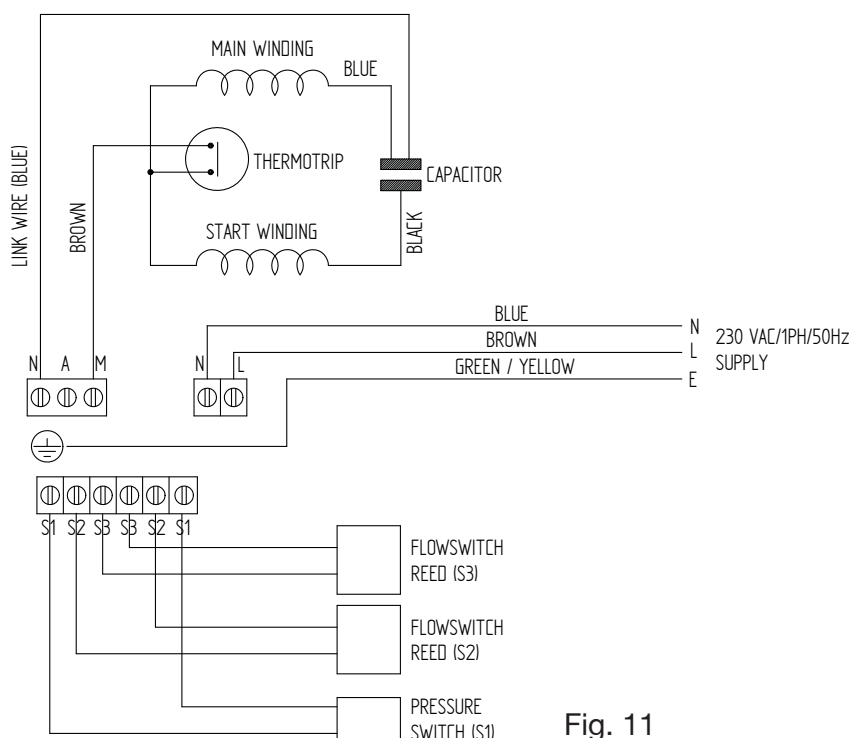 MAIN WINDING
BLUE
THERMOTRIP
CAPACITOR
LINK WIRE (BLUE)
BROWN
START WINDING
BLACK
BLUE
N
BROWN
L
230 VAC/1PH/50Hz
SUPPLY
GREEN / YELLOW
E
N A M
N L
S1 S2 S3 S3 S2 S1
FLOWSWITCH
REED (S3)
FLOWSWITCH
REED (S2)
PRESSURE
SWITCH (S1)
Fig. 11